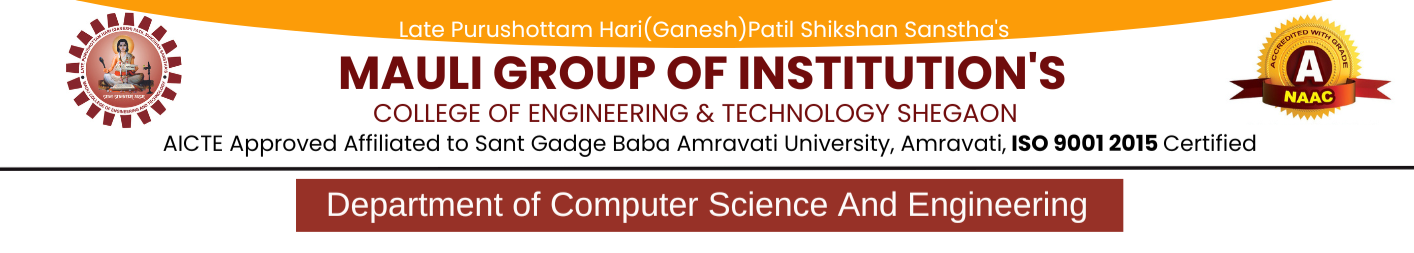 Late Purushottam Hari(Ganesh)Patil Shikshan Sanstha's
MAULI GROUP OF INSTITUTION'S
COLLEGE OF ENGINEERING & TECHNOLOGY SHEGAON
AICTE Approved Affiliated to Sant Gadge Baba Amravati University, Amravati, ISO 9001 2015 Certified
ACCREDITED WITH GRADE
A
NAAC
Department of Computer Science And Engineering